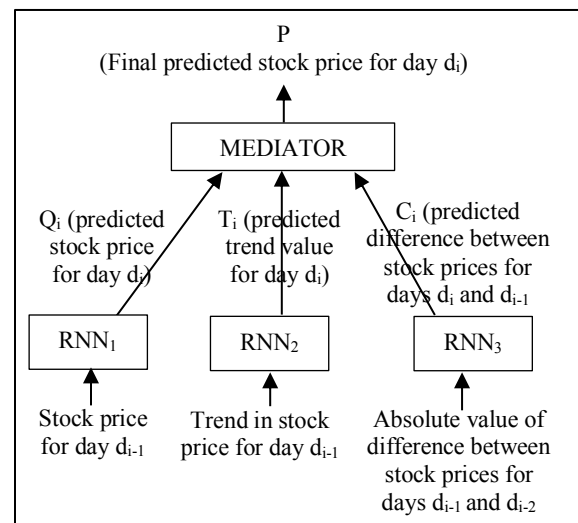 P
(Final predicted stock price for day dᵢ)
MEDIATOR
Qᵢ (predicted
stock price
for day dᵢ)
Tᵢ (predicted
trend value
for day dᵢ)
Cᵢ (predicted
difference between
stock prices for
days dᵢ and dᵢ₋₁
RNN₁
RNN₂
RNN₃
Stock price
for day dᵢ₋₁
Trend in stock
price for day dᵢ₋₁
Absolute value of
difference between
stock prices for
days dᵢ₋₁ and dᵢ₋₂